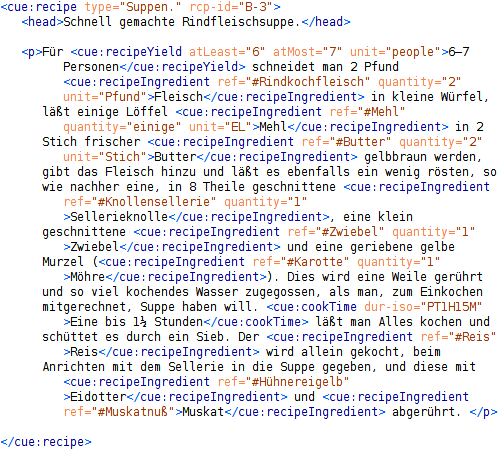 <cue:recipe type="Suppen." rcp-id="B-3">
<head>Schnell gemachte Rindfleischsuppe.</head>
<p>Für <cue:recipeYield atLeast="6" atMost="7" unit="people">6–7
Personen</cue:recipeYield> schneidet man 2 Pfund
<cue:recipeIngredient ref="#Rindkochfleisch" quantity="2"
unit="Pfund">Fleisch</cue:recipeIngredient> in kleine Würfel,
läßt einige Löffel <cue:recipeIngredient ref="#Mehl"
quantity="einige" unit="EL">Mehl</cue:recipeIngredient> in 2
Stich frischer <cue:recipeIngredient ref="#Butter" quantity="2"
unit="Stich">Butter</cue:recipeIngredient> gelbbraun werden,
gibt das Fleisch hinzu und läßt es ebenfalls ein wenig rösten, so
wie nachher eine, in 8 Theile geschnittene <cue:recipeIngredient
ref="#Knollensellerie" quantity="1"
>Sellerieknolle</cue:recipeIngredient>, eine klein
geschnittene <cue:recipeIngredient ref="#Zwiebel" quantity="1"
>Zwiebel</cue:recipeIngredient> und eine geriebene gelbe
Murzel (<cue:recipeIngredient ref="#Karotte" quantity="1"
>Möhre</cue:recipeIngredient>). Dies wird eine Weile gerührt
und so viel kochendes Wasser zugegossen, als man, zum Einkochen
mitgerechnet, Suppe haben will. <cue:cookTime dur-iso="PT1H15M"
>Eine bis 1½ Stunden</cue:cookTime> läßt man Alles kochen und
schüttet es durch ein Sieb. Der <cue:recipeIngredient ref="#Reis"
>Reis</cue:recipeIngredient> wird allein gekocht, beim
Anrichten mit dem Sellerie in die Suppe gegeben, und diese mit
<cue:recipeIngredient ref="#Hühnereigelb"
>Eidotter</cue:recipeIngredient> und <cue:recipeIngredient
ref="#Muskatnuß">Muskat</cue:recipeIngredient> abgerührt. </p>
</cue:recipe>